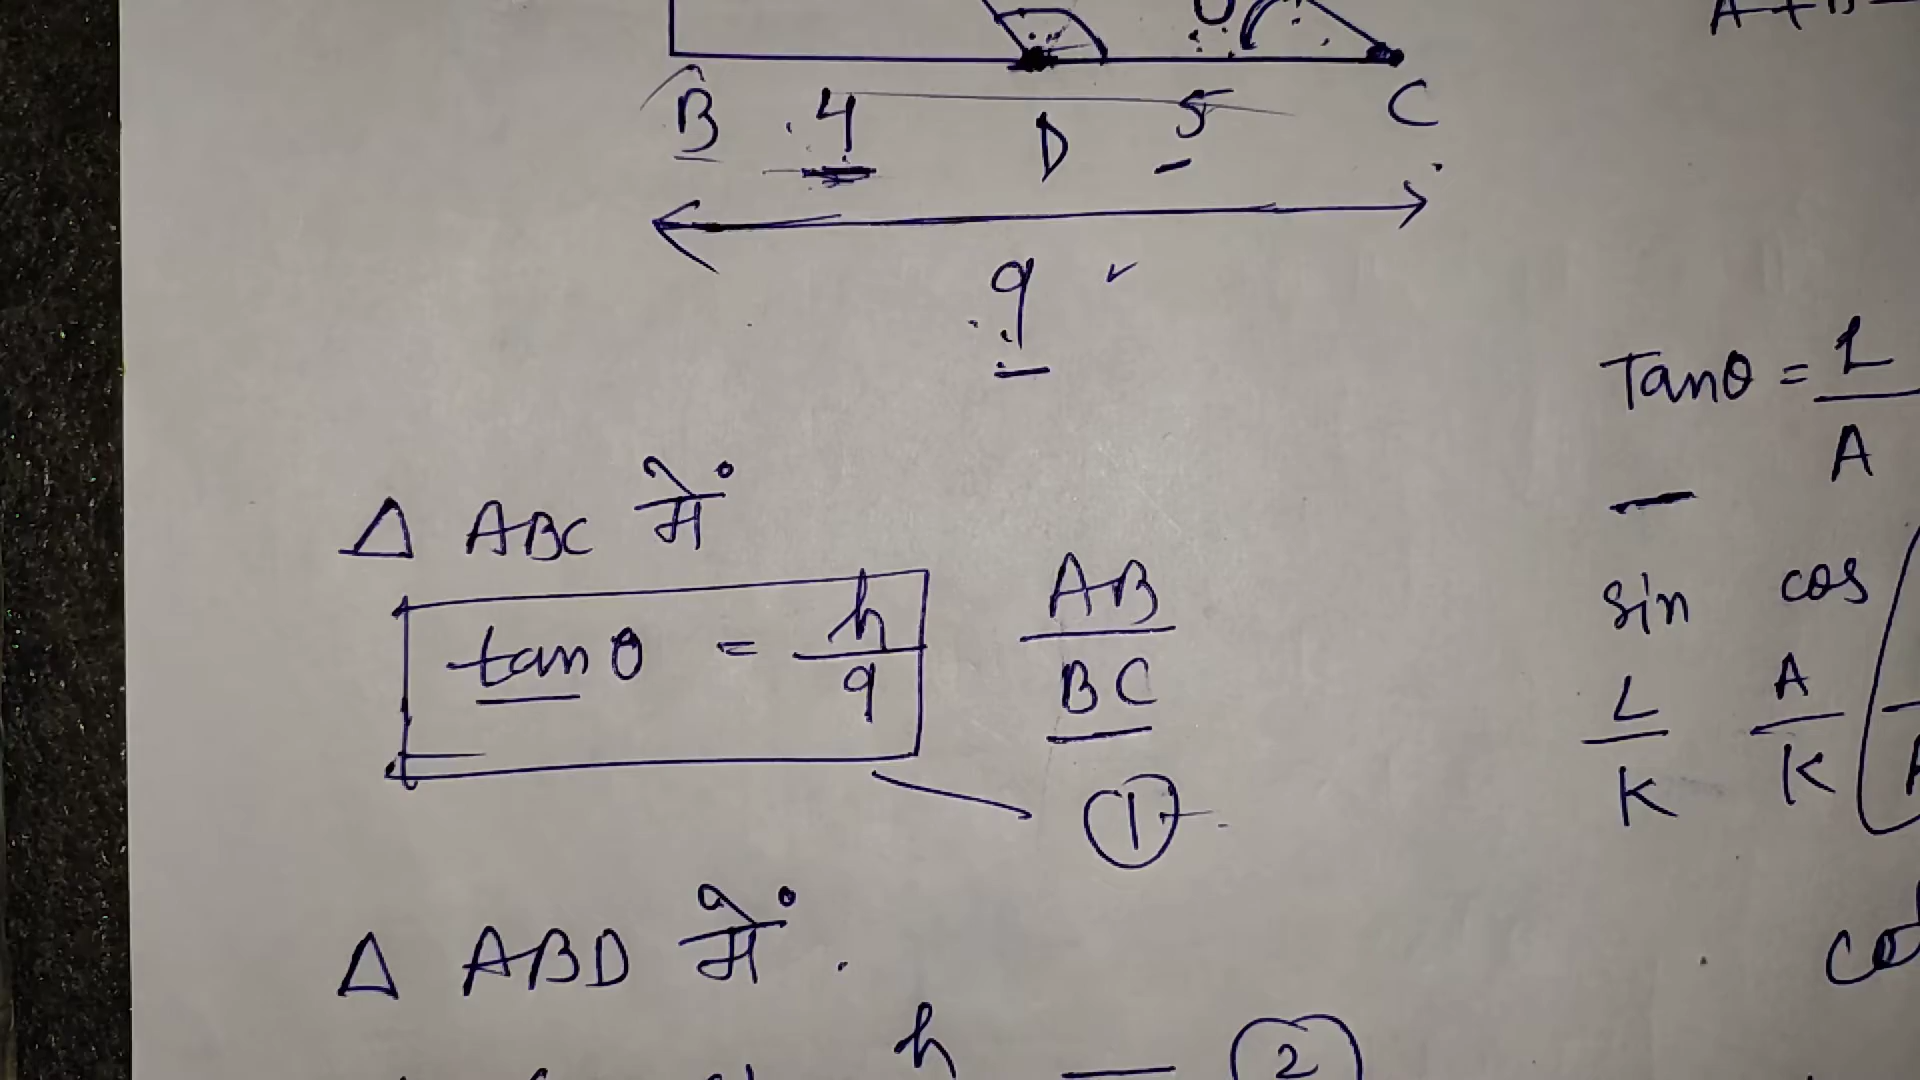 A+B
B 4 D 5 C
9
Tanθ = L/A
Δ ABC में
tanθ = h/9 AB/BC
sin cos
L/K A/K
1
Δ ABD में
h
2